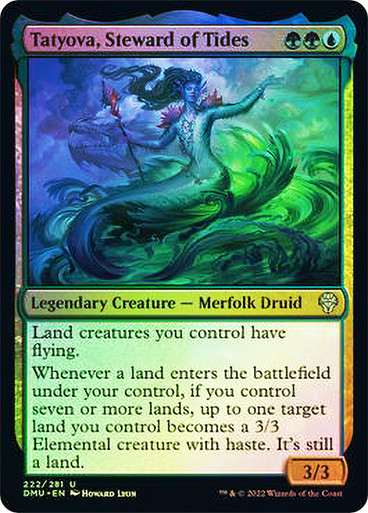 Tatyova, Steward of Tides
Legendary Creature — Merfolk Druid
Land creatures you control have
flying.
Whenever a land enters the battlefield
under your control, if you control
seven or more lands, up to one target
land you control becomes a 3/3
Elemental creature with haste. It's still
a land.
3/3
222/281 U
DMU • EN Howard Lyon
™ & © 2022 Wizards of the Coast